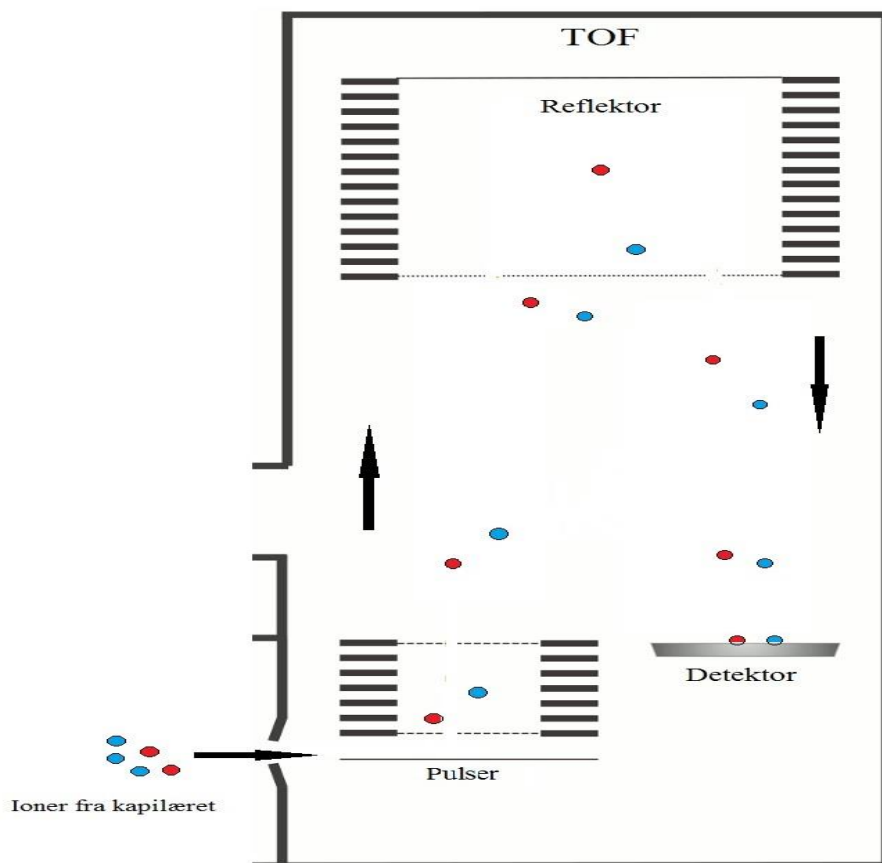 TOF
Reflektor
Detektor
Pulser
Ioner fra kapilæret